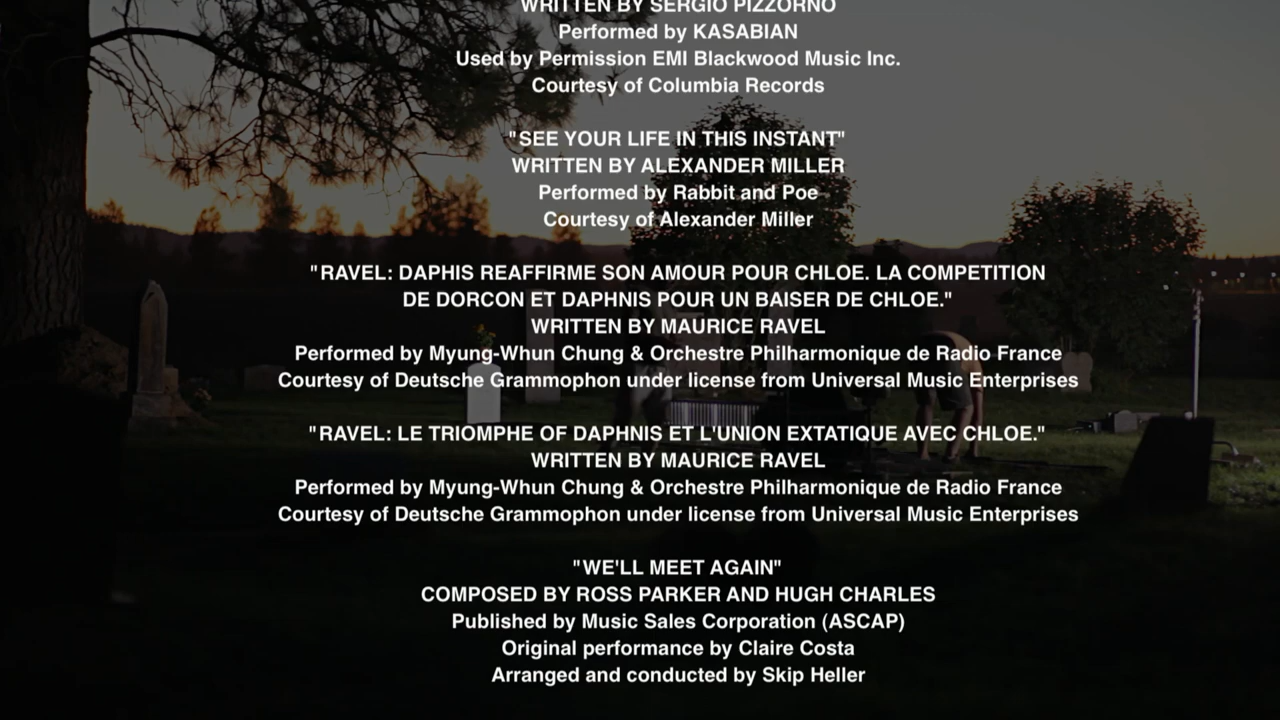 WRITTEN BY SERGIO PIZZORNO
Performed by KASABIAN
Used by Permission EMI Blackwood Music Inc.
Courtesy of Columbia Records
"SEE YOUR LIFE IN THIS INSTANT"
WRITTEN BY ALEXANDER MILLER
Performed by Rabbit and Poe
Courtesy of Alexander Miller
"RAVEL: DAPHIS REAFFIRME SON AMOUR POUR CHLOE. LA COMPETITION
DE DORCON ET DAPHNIS POUR UN BAISER DE CHLOE."
WRITTEN BY MAURICE RAVEL
Performed by Myung-Whun Chung & Orchestre Philharmonique de Radio France
Courtesy of Deutsche Grammophon under license from Universal Music Enterprises
"RAVEL: LE TRIOMPHE OF DAPHNIS ET L'UNION EXTATIQUE AVEC CHLOE."
WRITTEN BY MAURICE RAVEL
Performed by Myung-Whun Chung & Orchestre Philharmonique de Radio France
Courtesy of Deutsche Grammophon under license from Universal Music Enterprises
"WE'LL MEET AGAIN"
COMPOSED BY ROSS PARKER AND HUGH CHARLES
Published by Music Sales Corporation (ASCAP)
Original performance by Claire Costa
Arranged and conducted by Skip Heller